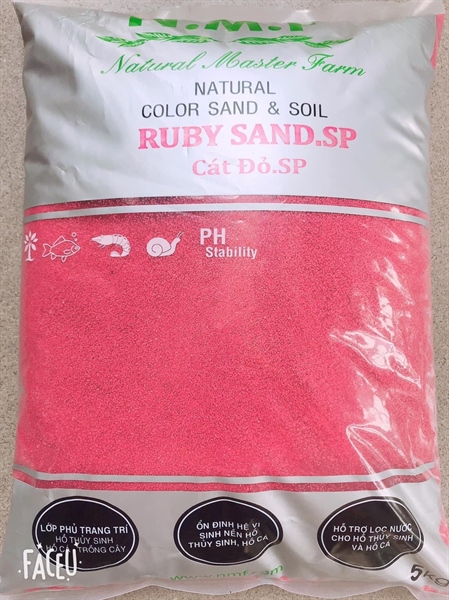 N.M.F
Natural Master Farm
NATURAL
COLOR SAND & SOIL
RUBY SAND.SP
Cát Đỏ.SP
PH
Stability
LỚP PHỦ TRANG TRÍ
HỒ THỦY SINH
& HỒ CÁ, TRỒNG CÂY
ỔN ĐỊNH HỆ VI
SINH NỀN HỒ
THỦY SINH, HỒ CÁ
HỖ TRỢ LỌC NƯỚC
CHO HỒ THỦY SINH
VÀ HỒ CÁ
FACEU
5KG